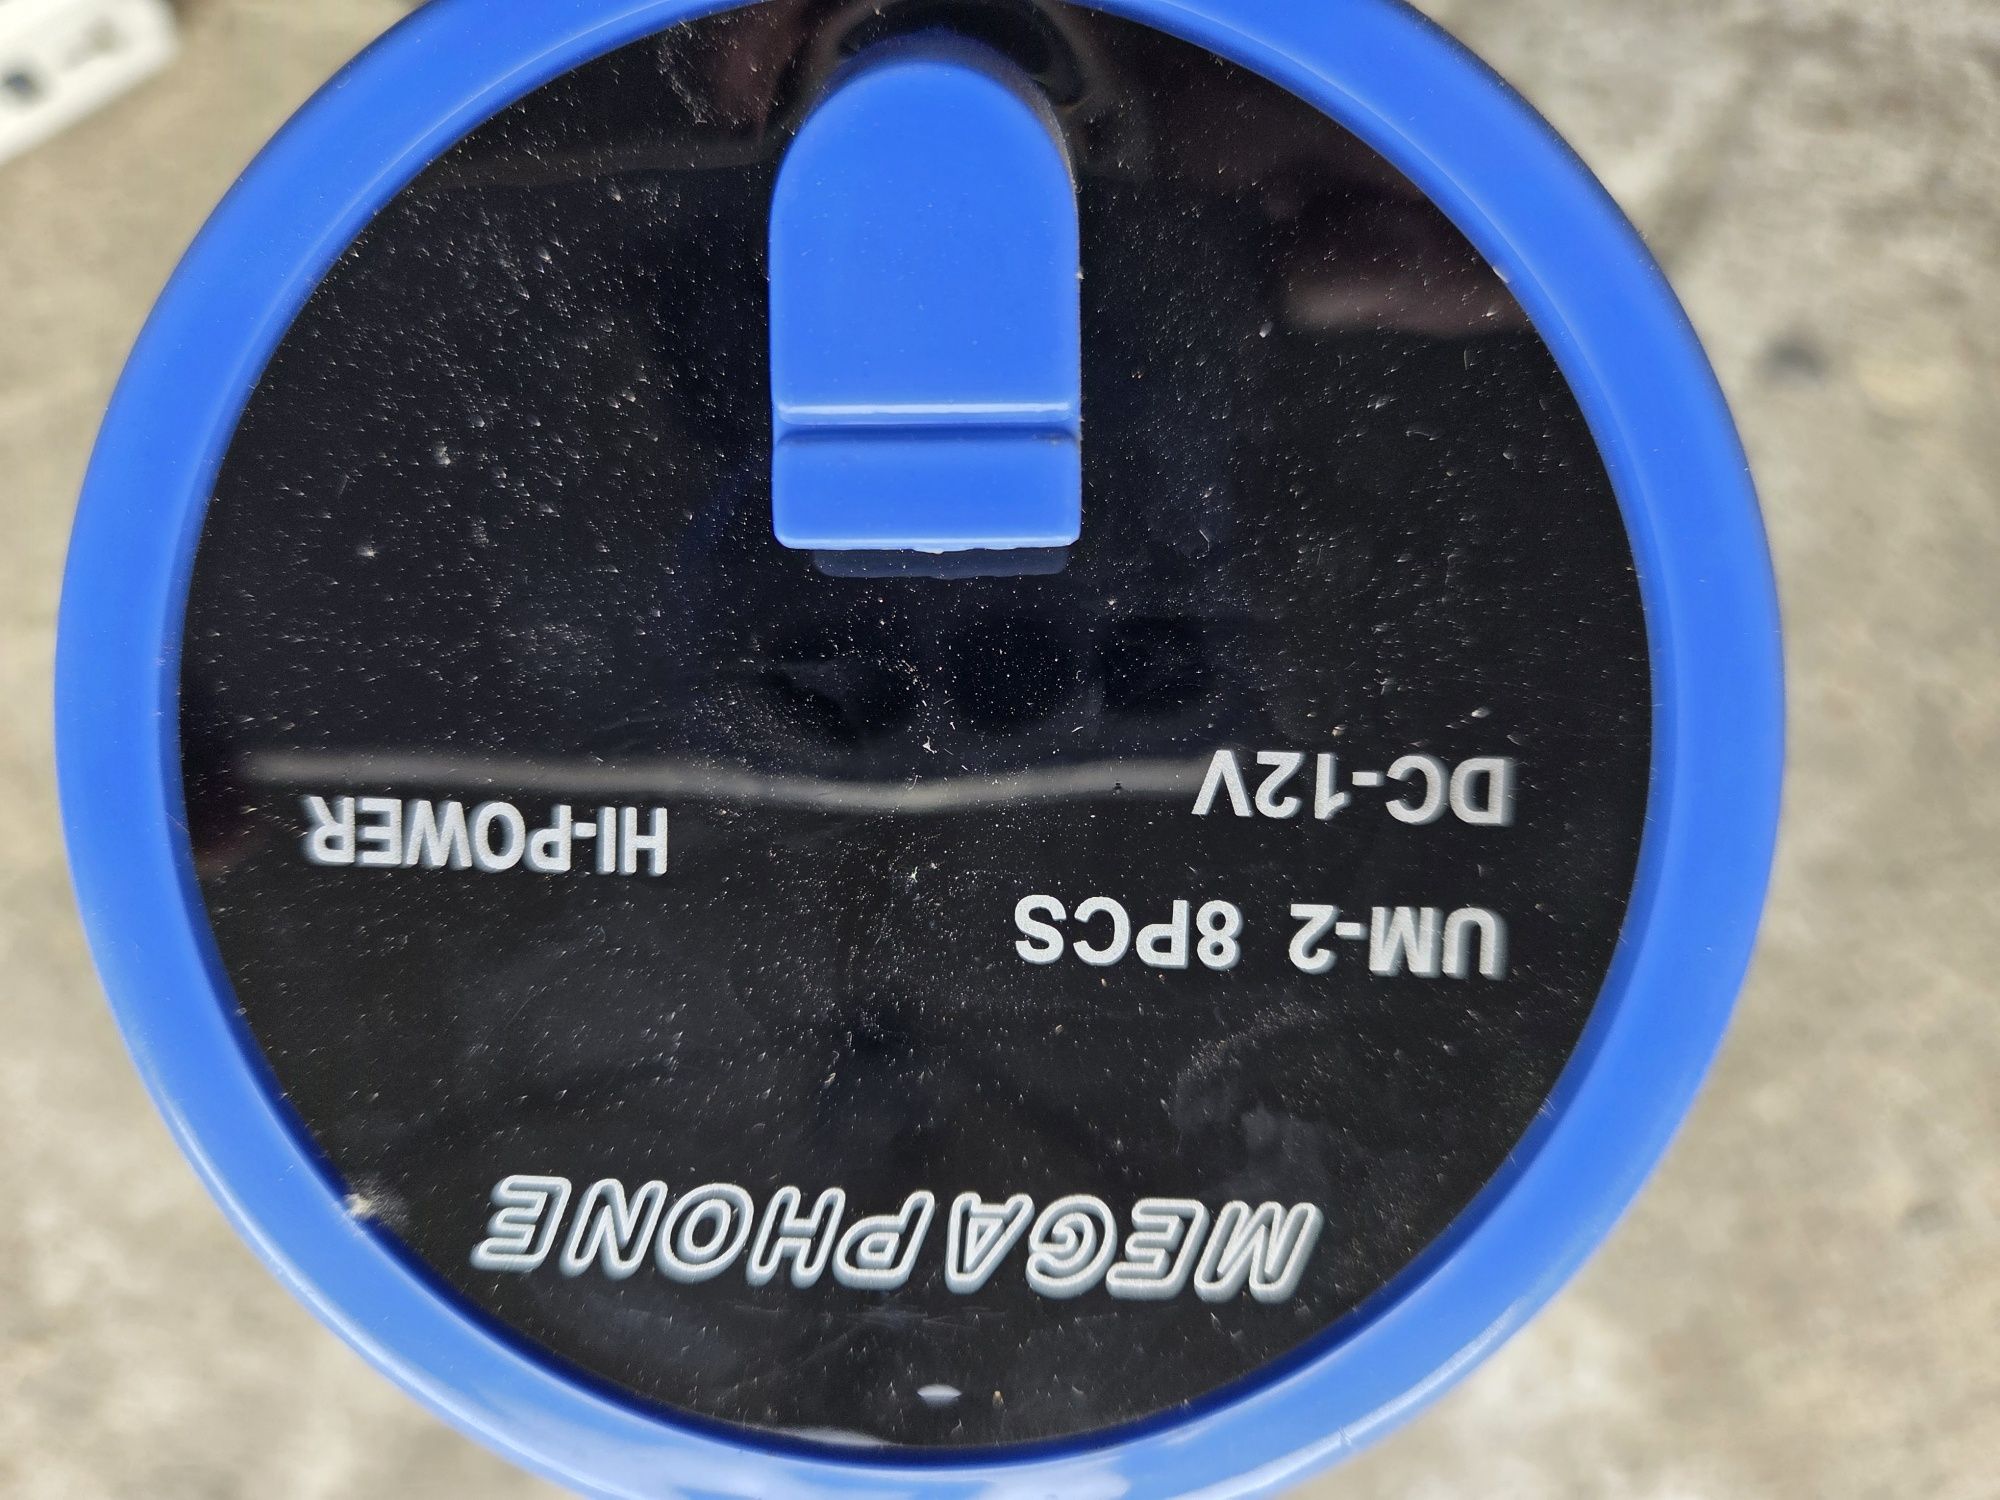 MEGAPHONE
UM-2 8PCS
DC-12V
HI-POWER